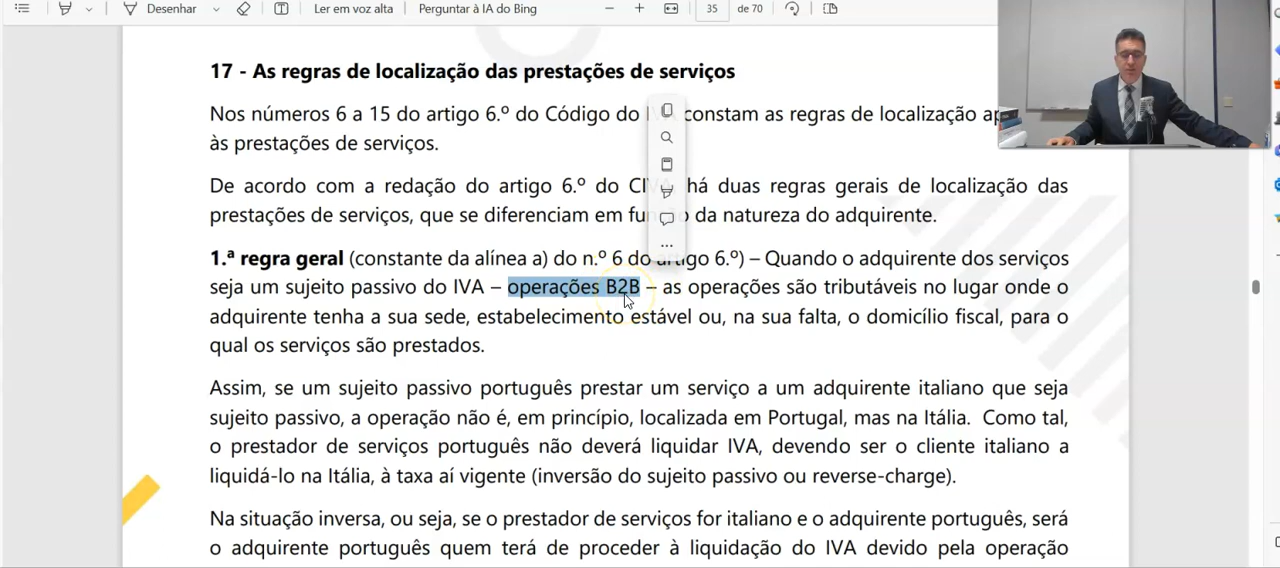 Desenhar Ler em voz alta Perguntar à IA do Bing 35 de 70
17 - As regras de localização das prestações de serviços
Nos números 6 a 15 do artigo 6.º do Código do constam as regras de localização
às prestações de serviços.
De acordo com a redação do artigo 6.º do CIVA, há duas regras gerais de localização das
prestações de serviços, que se diferenciam em da natureza do adquirente.
1.ª regra geral (constante da alínea a) do n.º 6 do artigo 6.º) – Quando o adquirente dos serviços
seja um sujeito passivo do IVA – operações B2B – as operações são tributáveis no lugar onde o
adquirente tenha a sua sede, estabelecimento estável ou, na sua falta, o domicílio fiscal, para o
qual os serviços são prestados.
Assim, se um sujeito passivo português prestar um serviço a um adquirente italiano que seja
sujeito passivo, a operação não é, em princípio, localizada em Portugal, mas na Itália. Como tal,
o prestador de serviços português não deverá liquidar IVA, devendo ser o cliente italiano a
liquidá-lo na Itália, à taxa aí vigente (inversão do sujeito passivo ou reverse-charge).
Na situação inversa, ou seja, se o prestador de serviços for italiano e o adquirente português, será
o adquirente português quem terá de proceder à liquidação do IVA devido pela operação